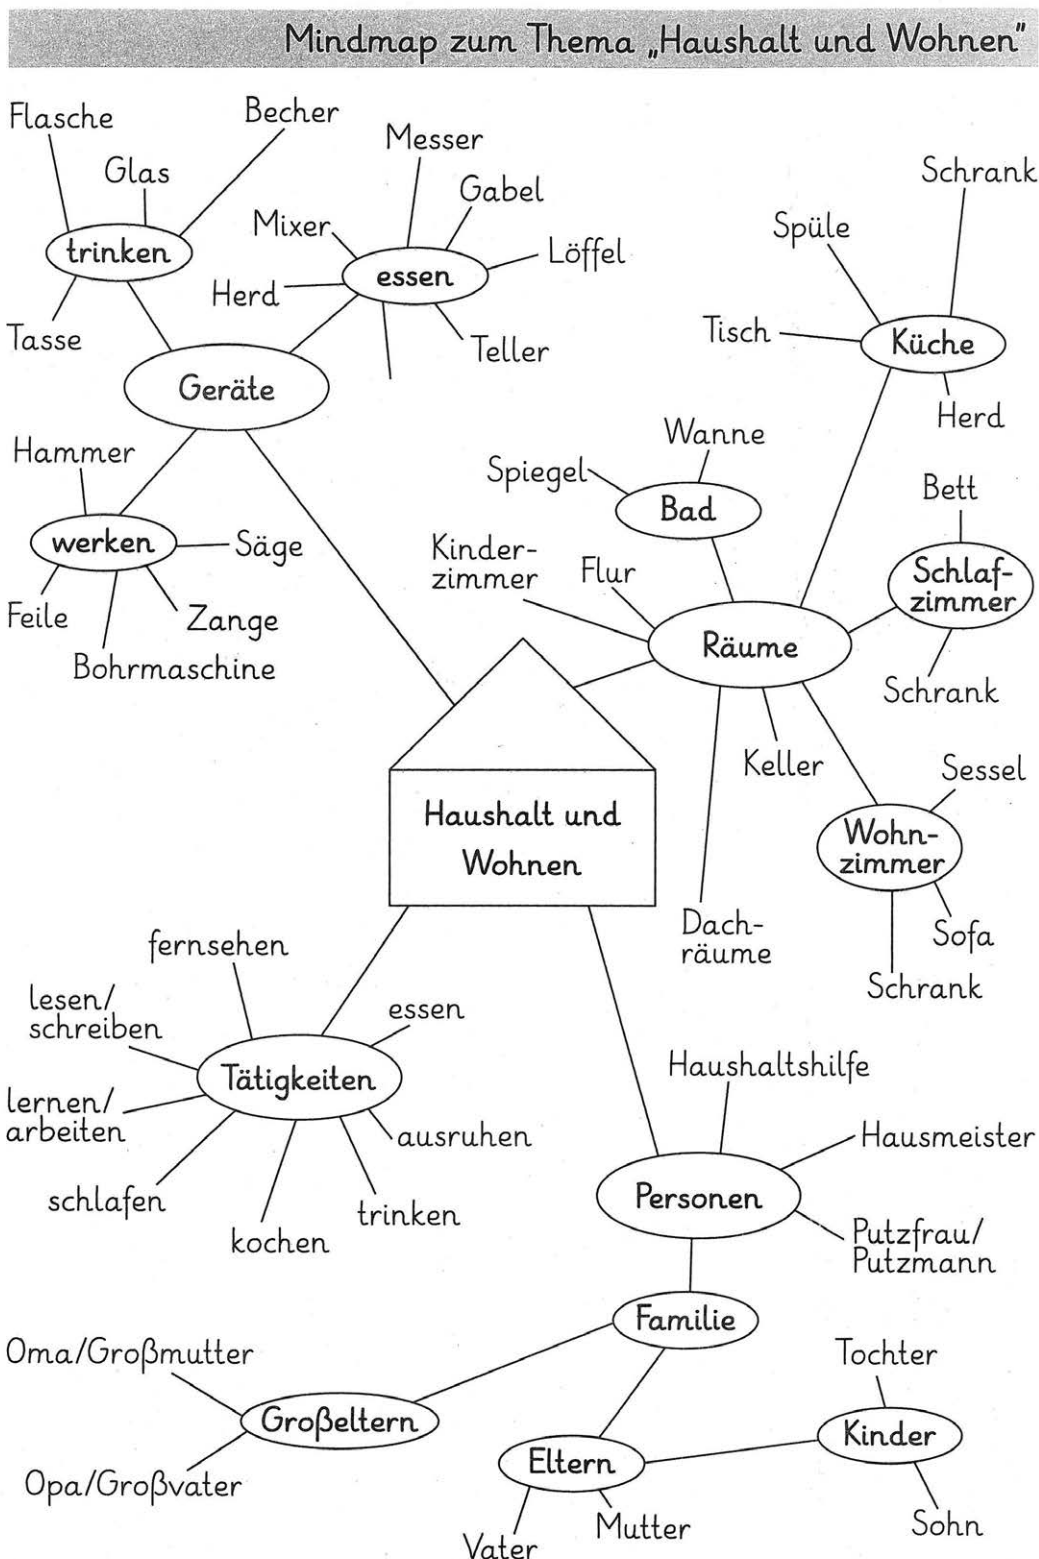 Mindmap zum Thema „Haushalt und Wohnen"
Flasche
Becher
Glas
trinken
Tasse
Messer
Gabel
Mixer
Löffel
essen
Herd
Teller
Geräte
Hammer
werken
Säge
Feile
Zange
Bohrmaschine
Schrank
Spüle
Tisch
Küche
Herd
Wanne
Spiegel
Bad
Bett
Schlaf-
zimmer
Schrank
Kinder-
zimmer
Flur
Räume
Keller
Sessel
Wohn-
zimmer
Sofa
Schrank
Dach-
räume
Haushalt und
Wohnen
fernsehen
lesen/
schreiben
essen
Tätigkeiten
lernen/
arbeiten
ausruhen
schlafen
trinken
kochen
Haushaltshilfe
Hausmeister
Personen
Putzfrau/
Putzmann
Familie
Oma/Großmutter
Großeltern
Opa/Großvater
Eltern
Vater
Mutter
Tochter
Kinder
Sohn